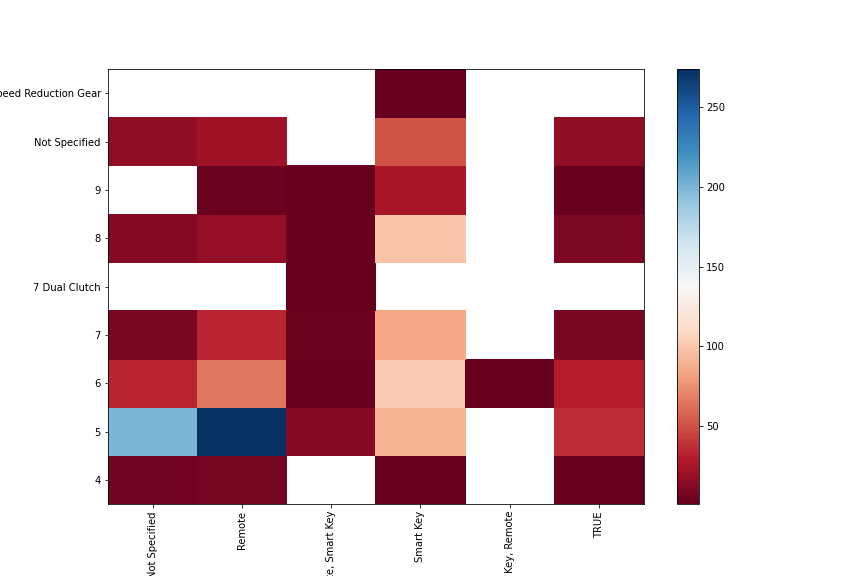 peed Reduction Gear
Not Specified
9
8
7 Dual Clutch
7
6
5
4
250
200
150
100
50
Not Specified
Remote
e, Smart Key
Smart Key
Key, Remote
TRUE